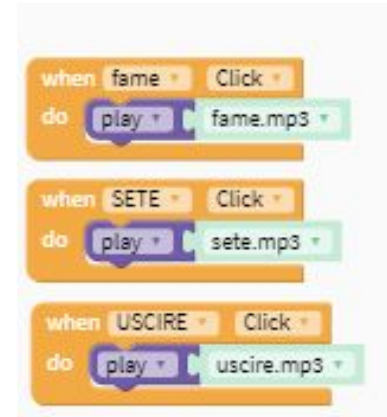 when fame Click
do play fame.mp3
when SETE Click
do play sete.mp3
when USCIRE Click
do play uscire.mp3